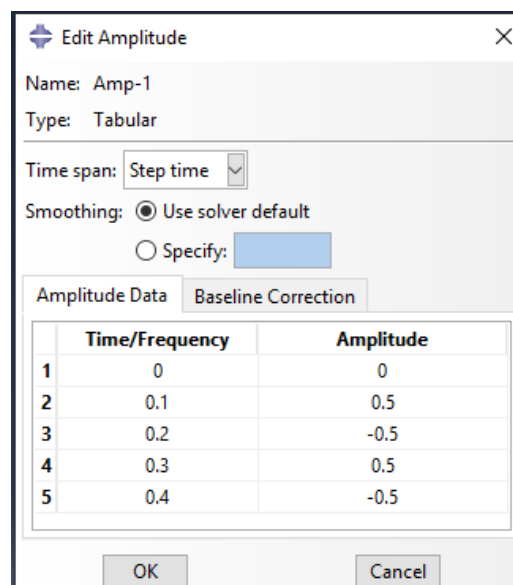 Edit Amplitude
Name: Amp-1
Type: Tabular
Time span: Step time
Smoothing: Use solver default
Specify:
Amplitude Data Baseline Correction
Time/Frequency Amplitude
1 0 0
2 0.1 0.5
3 0.2 -0.5
4 0.3 0.5
5 0.4 -0.5
OK Cancel